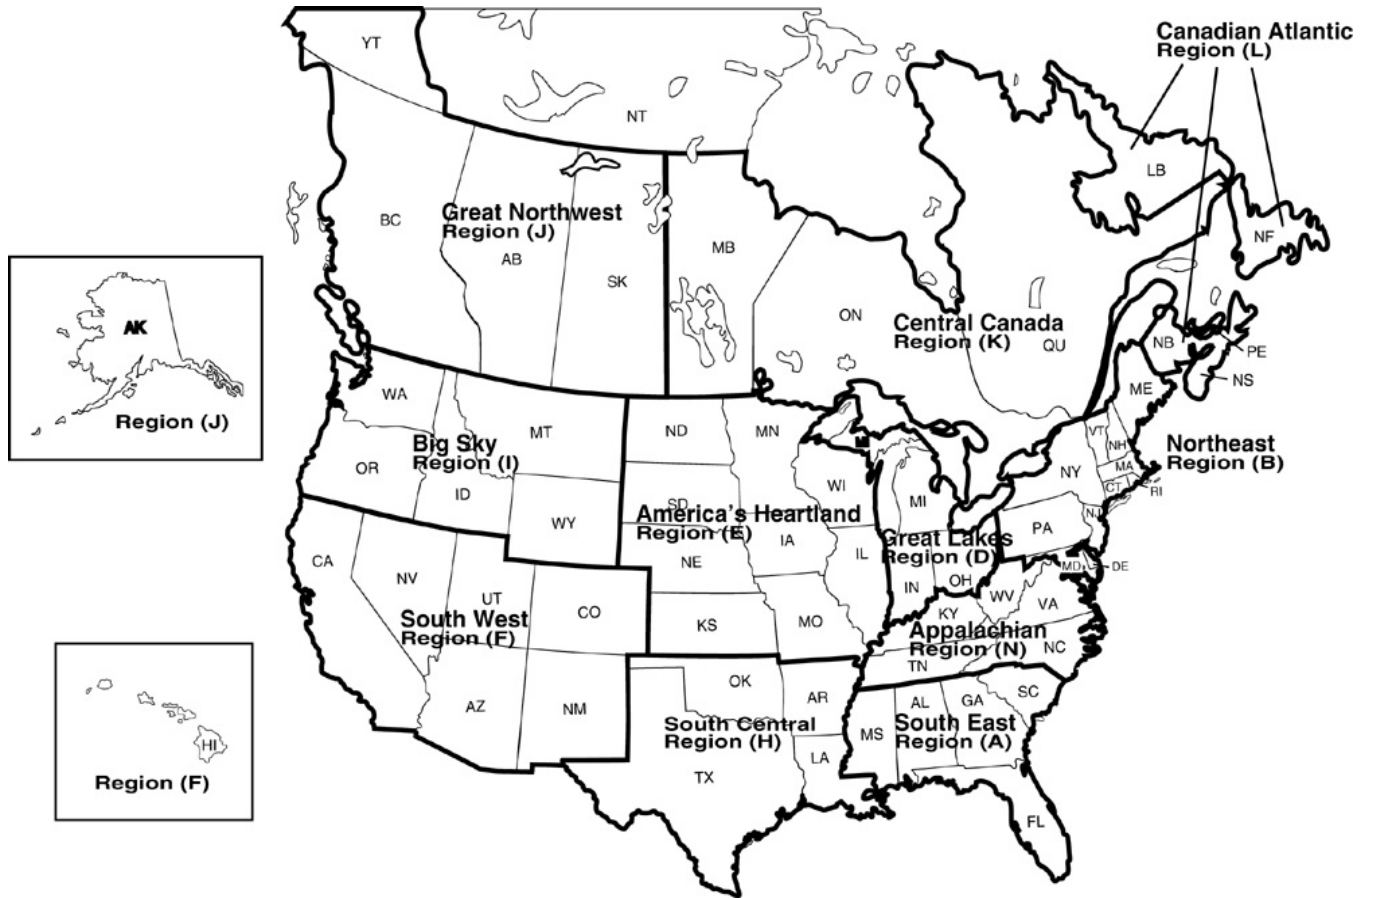 Canadian Atlantic
Region (L)
YT
NT
LB
BC
Great Northwest
Region (J)
AB
SK
MB
NF
AK
Region (J)
ON
Central Canada
Region (K)
QU
NB
PE
NS
ME
WA
MT
ND
MN
VT
NH
Northeast
Region (B)
OR
Big Sky
Region (I)
ID
WY
SD
America's Heartland
Region (E)
NE
IA
WI
MI
MI
NY
MA
CT
RI
NJ
PA
Great Lakes
Region (D)
IL
IN
OH
MD
DE
CA
NV
UT
CO
South West
Region (F)
KS
MO
KY
WV
VA
Appalachian
Region (N)
NC
TN
AZ
NM
OK
AR
South Central
Region (H)
TX
LA
MS
AL
GA
SC
South East
Region (A)
FL
HI
Region (F)